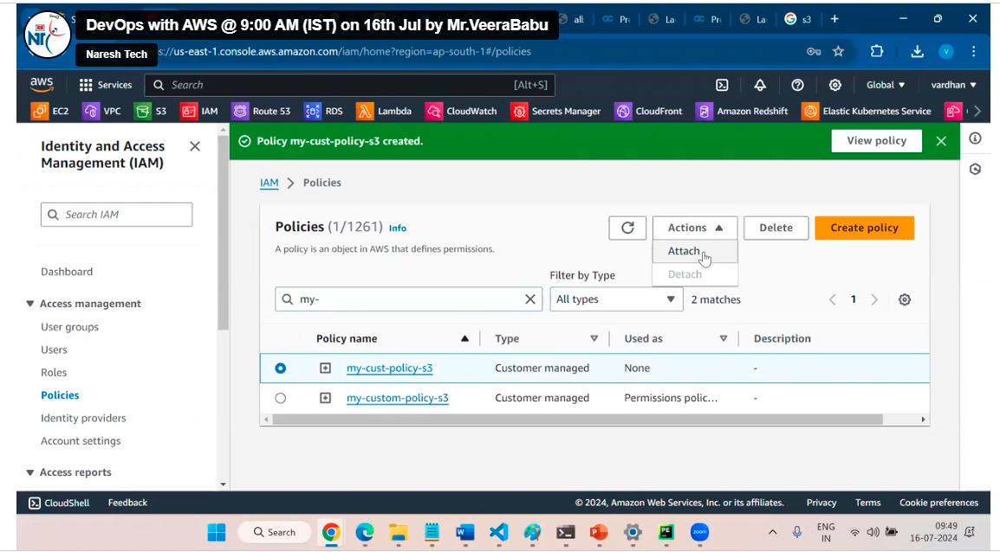 DevOps with AWS @ 9:00 AM (IST) on 16th Jul by Mr.VeeraBabu
Naresh Tech
NT
all
Pr
La
Pr
La
s3
s://us-east-1.console.aws.amazon.com/iam/home?region=ap-south-1#/policies
V
aws
Services
Search
[Alt+S]
Global
vardhan
EC2
VPC
S3
IAM
Route 53
RDS
Lambda
CloudWatch
Secrets Manager
CloudFront
Amazon Redshift
Elastic Kubernetes Service
Identity and Access
Management (IAM)
Search IAM
Dashboard
Access management
User groups
Users
Roles
Policies
Identity providers
Account settings
Access reports
Policy my-cust-policy-s3 created.
View policy
IAM > Policies
Policies (1/1261) Info
A policy is an object in AWS that defines permissions.
Actions
Delete
Create policy
Attach
Detach
Filter by Type
my-
All types
2 matches
1
Policy name
Type
Used as
Description
my-cust-policy-s3
Customer managed
None
-
my-custom-policy-s3
Customer managed
Permissions polic...
-
CloudShell
Feedback
© 2024, Amazon Web Services, Inc. or its affiliates.
Privacy
Terms
Cookie preferences
Search
zoom
ENG
IN
09:49
16-07-2024